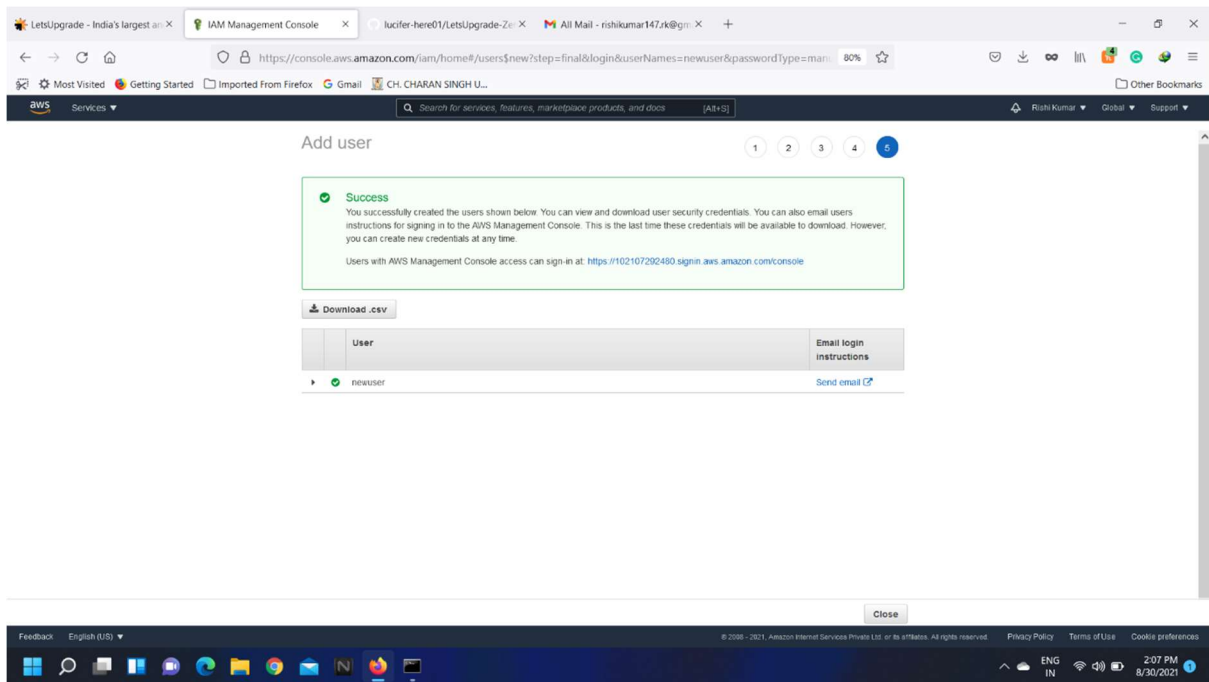 LetsUpgrade - India's largest an
IAM Management Console
lucifer-here01/LetsUpgrade-Ze
All Mail - rishikumar147.rk@gm
https://console.aws.amazon.com/iam/home#/users$new?step=final&login&userNames=newuser&passwordType=man
80%
Most Visited
Getting Started
Imported From Firefox
G Gmail
CH. CHARAN SINGH U...
Other Bookmarks
aws
Services
Search for services, features, marketplace products, and docs
[Alt+S]
Rishi Kumar
Global
Support
Add user
1 2 3 4 5
Success
You successfully created the users shown below. You can view and download user security credentials. You can also email users
instructions for signing in to the AWS Management Console. This is the last time these credentials will be available to download. However,
you can create new credentials at any time.
Users with AWS Management Console access can sign-in at: https://102107292480.signin.aws.amazon.com/console
Download .csv
User
Email login
instructions
newuser
Send email
Close
Feedback
English (US)
© 2008 - 2021, Amazon Internet Services Private Ltd. or its affiliates. All rights reserved.
Privacy Policy
Terms of Use
Cookie preferences
ENG
IN
2:07 PM
8/30/2021
1